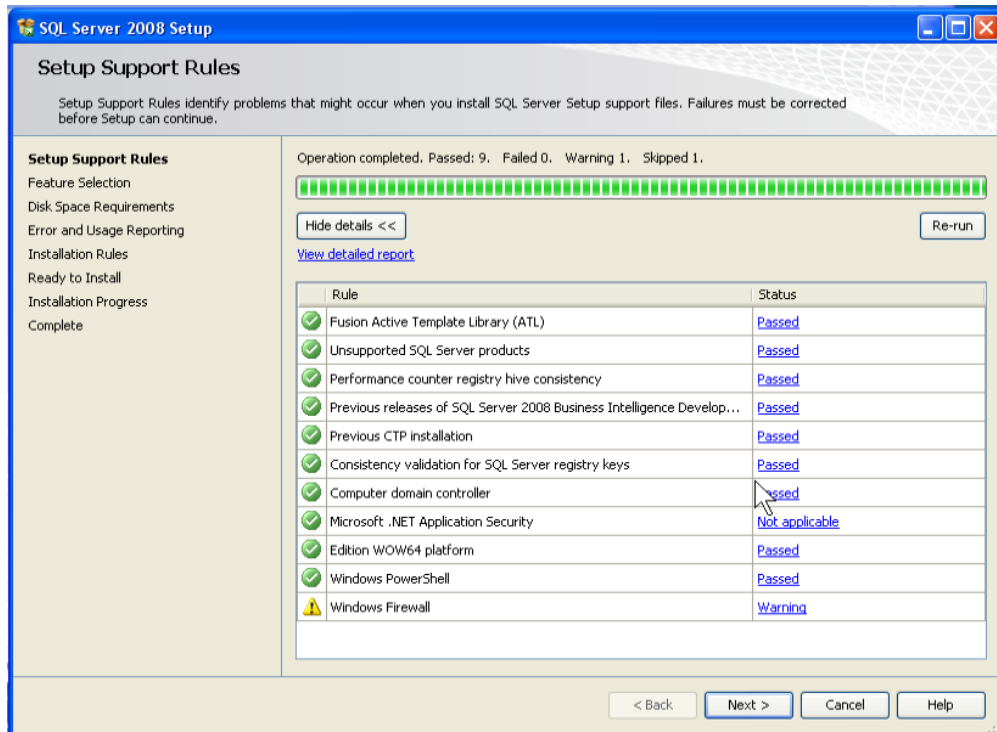 SQL Server 2008 Setup
Setup Support Rules
Setup Support Rules identify problems that might occur when you install SQL Server Setup support files. Failures must be corrected
before Setup can continue.
Setup Support Rules
Feature Selection
Disk Space Requirements
Error and Usage Reporting
Installation Rules
Ready to Install
Installation Progress
Complete
Operation completed. Passed: 9. Failed 0. Warning 1. Skipped 1.
Hide details <<
Re-run
View detailed report
Rule Status
Fusion Active Template Library (ATL) Passed
Unsupported SQL Server products Passed
Performance counter registry hive consistency Passed
Previous releases of SQL Server 2008 Business Intelligence Develop... Passed
Previous CTP installation Passed
Consistency validation for SQL Server registry keys Passed
Computer domain controller Passed
Microsoft .NET Application Security Not applicable
Edition WOW64 platform Passed
Windows PowerShell Passed
Windows Firewall Warning
< Back Next > Cancel Help